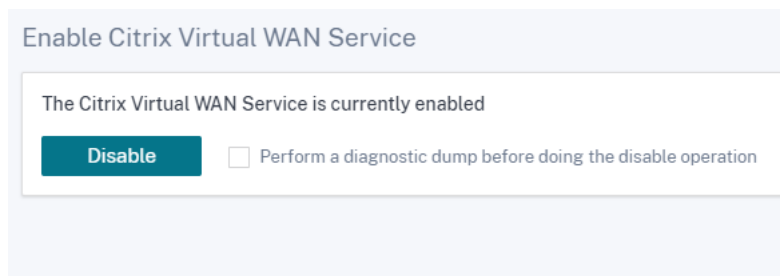 Enable Citrix Virtual WAN Service
The Citrix Virtual WAN Service is currently enabled
Disable Perform a diagnostic dump before doing the disable operation